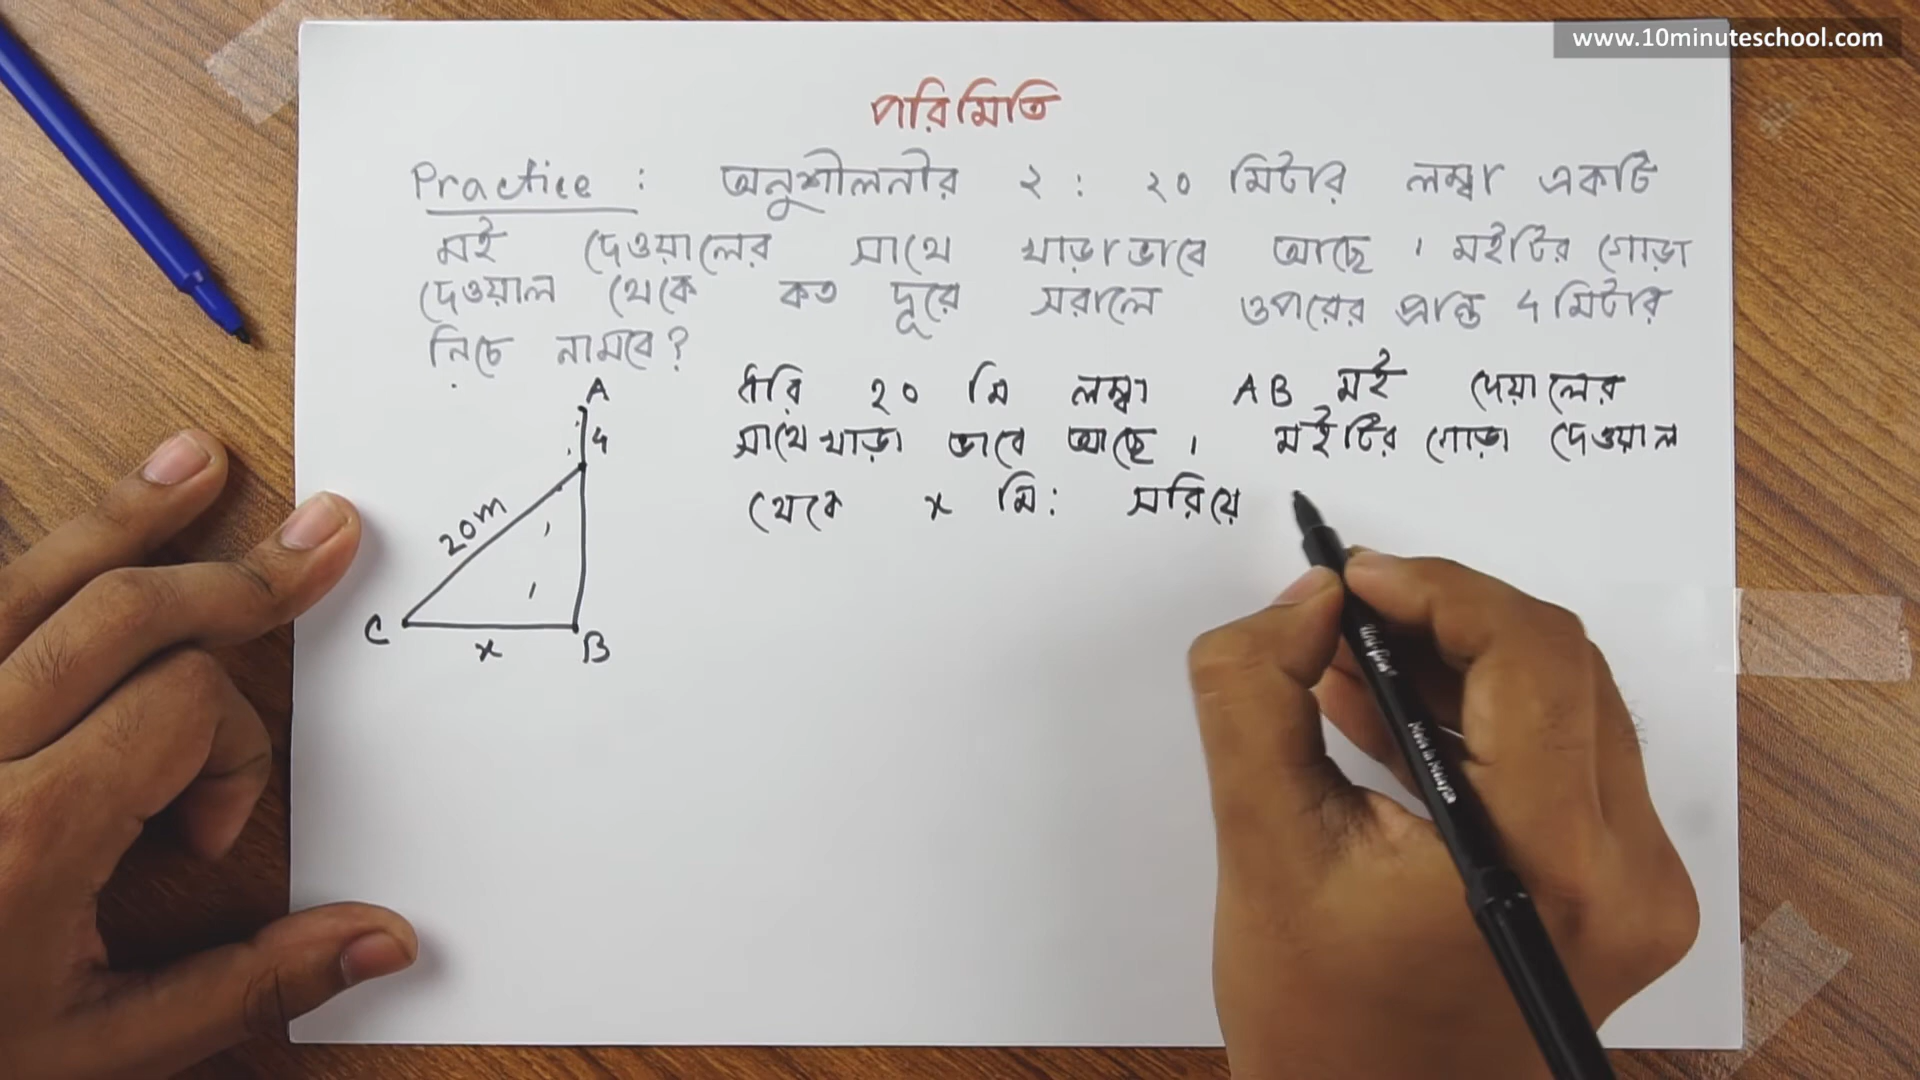 www.10minuteschool.com
পরিমিতি
Practice : অনুশীলনীর ২ : ২০ মিটার লম্বা একটি
মই দেওয়ালের সাথে খাড়াভাবে আছে । মইটির গোড়া
দেওয়াল থেকে কত দূরে সরালে ওপরের প্রান্ত 4 মিটার
নিচে নামবে?
ধরি ২০ মি লম্বা AB মই দেয়ালের
সাথে খাড়া ভাবে আছে । মইটির গোড়া দেওয়াল
থেকে x মি: সরিয়ে
A
4
20m
C
x
B